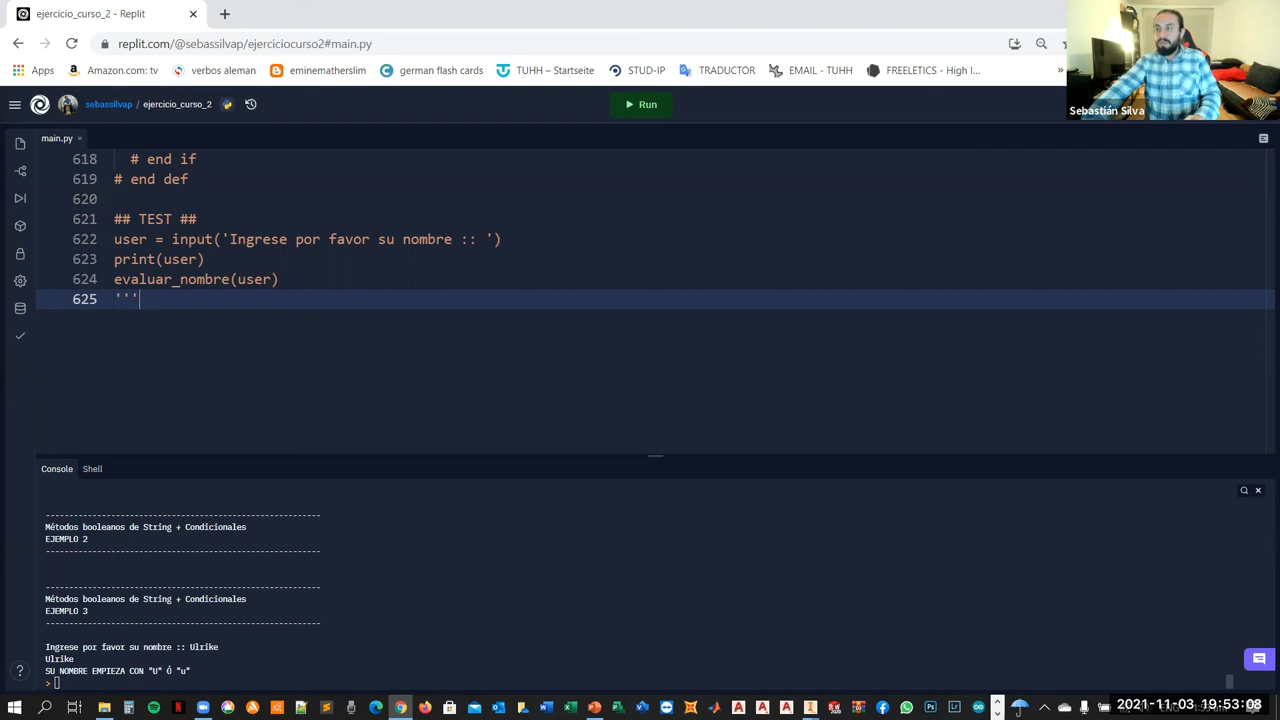 ejercicio_curso_2 - Replit
replit.com/@sebassilvap/ejerciciocurso2#main.py
Apps Amazon.com: tv verbos aleman eminematherslim german flash cards TUHH – Startseite STUD-IP TRADUCTOR EMAIL - TUHH FREELETICS - High I... »
Sebastián Silva
sebassilvap / ejercicio_curso_2
Run
main.py
618 # end if
619 # end def
620
621 ## TEST ##
622 user = input('Ingrese por favor su nombre :: ')
623 print(user)
624 evaluar_nombre(user)
625 '''
Console Shell
------------------------------------------------------------
Métodos booleanos de String + Condicionales
EJEMPLO 2
------------------------------------------------------------
------------------------------------------------------------
Métodos booleanos de String + Condicionales
EJEMPLO 3
------------------------------------------------------------
Ingrese por favor su nombre :: Ulrike
Ulrike
SU NOMBRE EMPIEZA CON "U" Ó "u"
>
2021-11-03 19:53:08